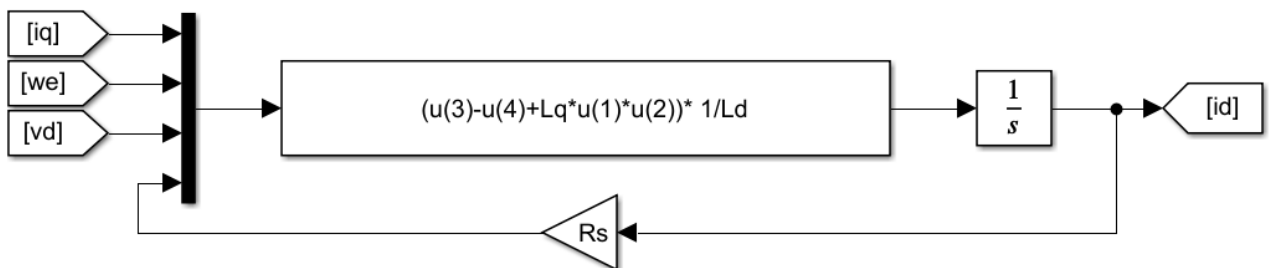 [iq]
[we]
[vd]
(u(3)-u(4)+Lq*u(1)*u(2))* 1/Ld
1
s
[id]
Rs